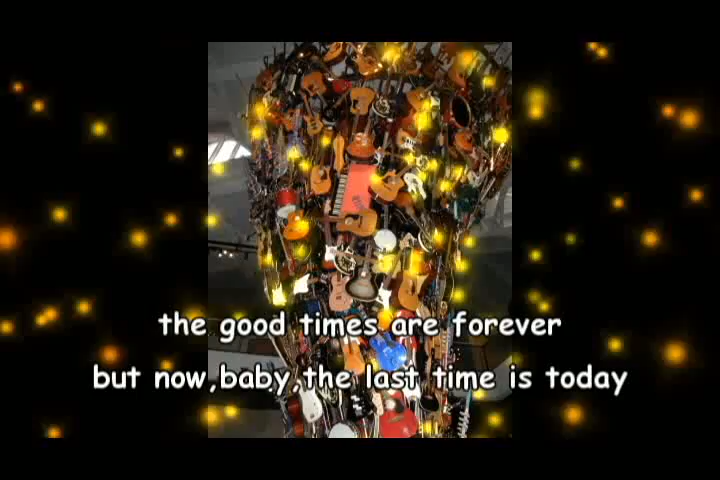 the good times are forever
but now,baby,the last time is today